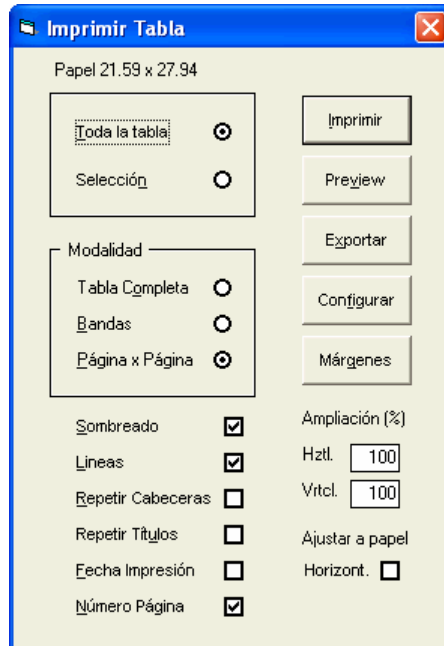 Imprimir Tabla
Papel 21.59 x 27.94
Toda la tabla
Selección
Modalidad
Tabla Completa
Bandas
Página x Página
Sombreado
Lineas
Repetir Cabeceras
Repetir Títulos
Fecha Impresión
Número Página
Imprimir
Preview
Exportar
Configurar
Márgenes
Ampliación (%)
Hztl. 100
Vrtcl. 100
Ajustar a papel
Horizont.